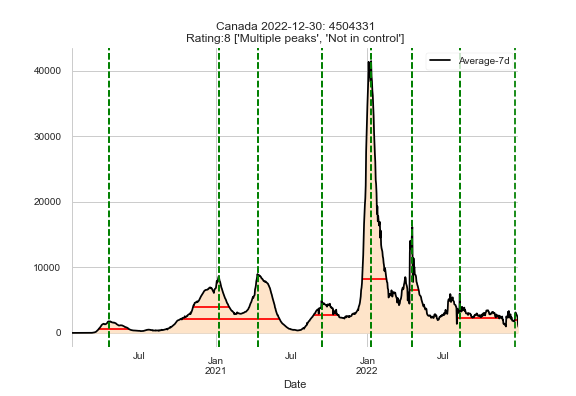 Canada 2022-12-30: 4504331
Rating:8 ['Multiple peaks', 'Not in control']
Average-7d
40000
30000
20000
10000
0
Jul
Jan
2021
Jul
Jan
2022
Jul
Date